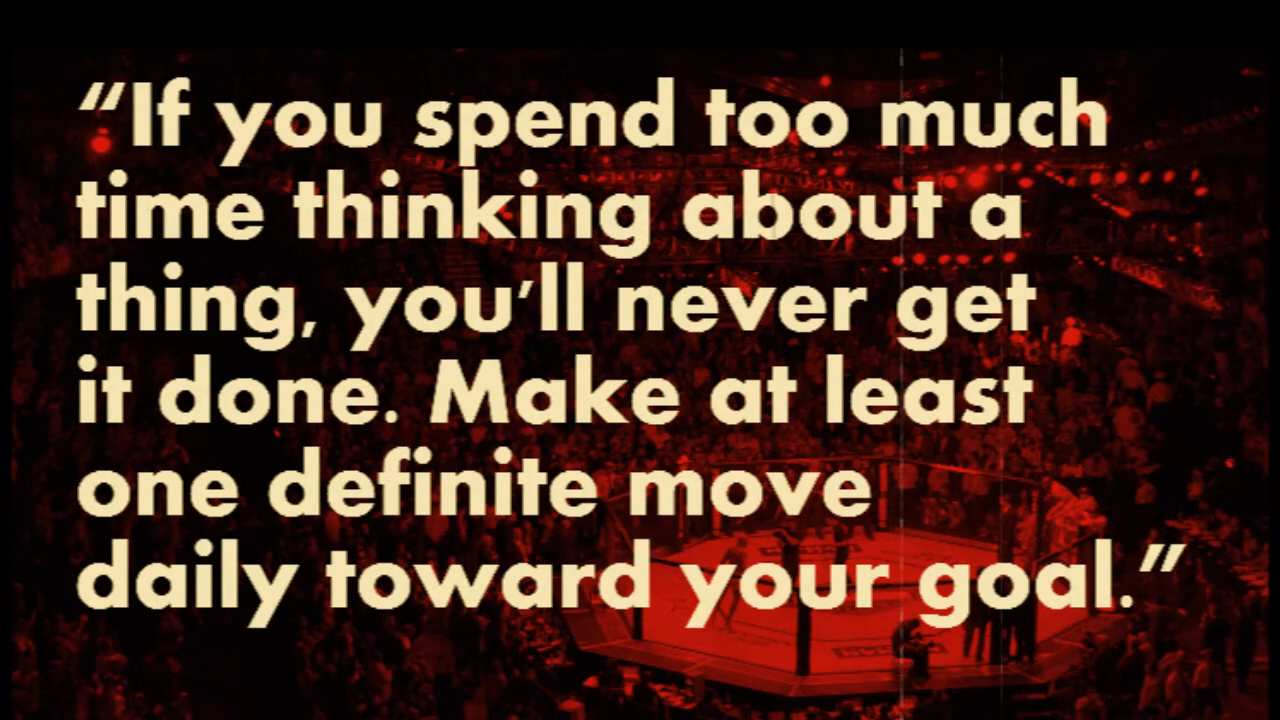 “If you spend too much
time thinking about a
thing, you’ll never get
it done. Make at least
one definite move
daily toward your goal.”